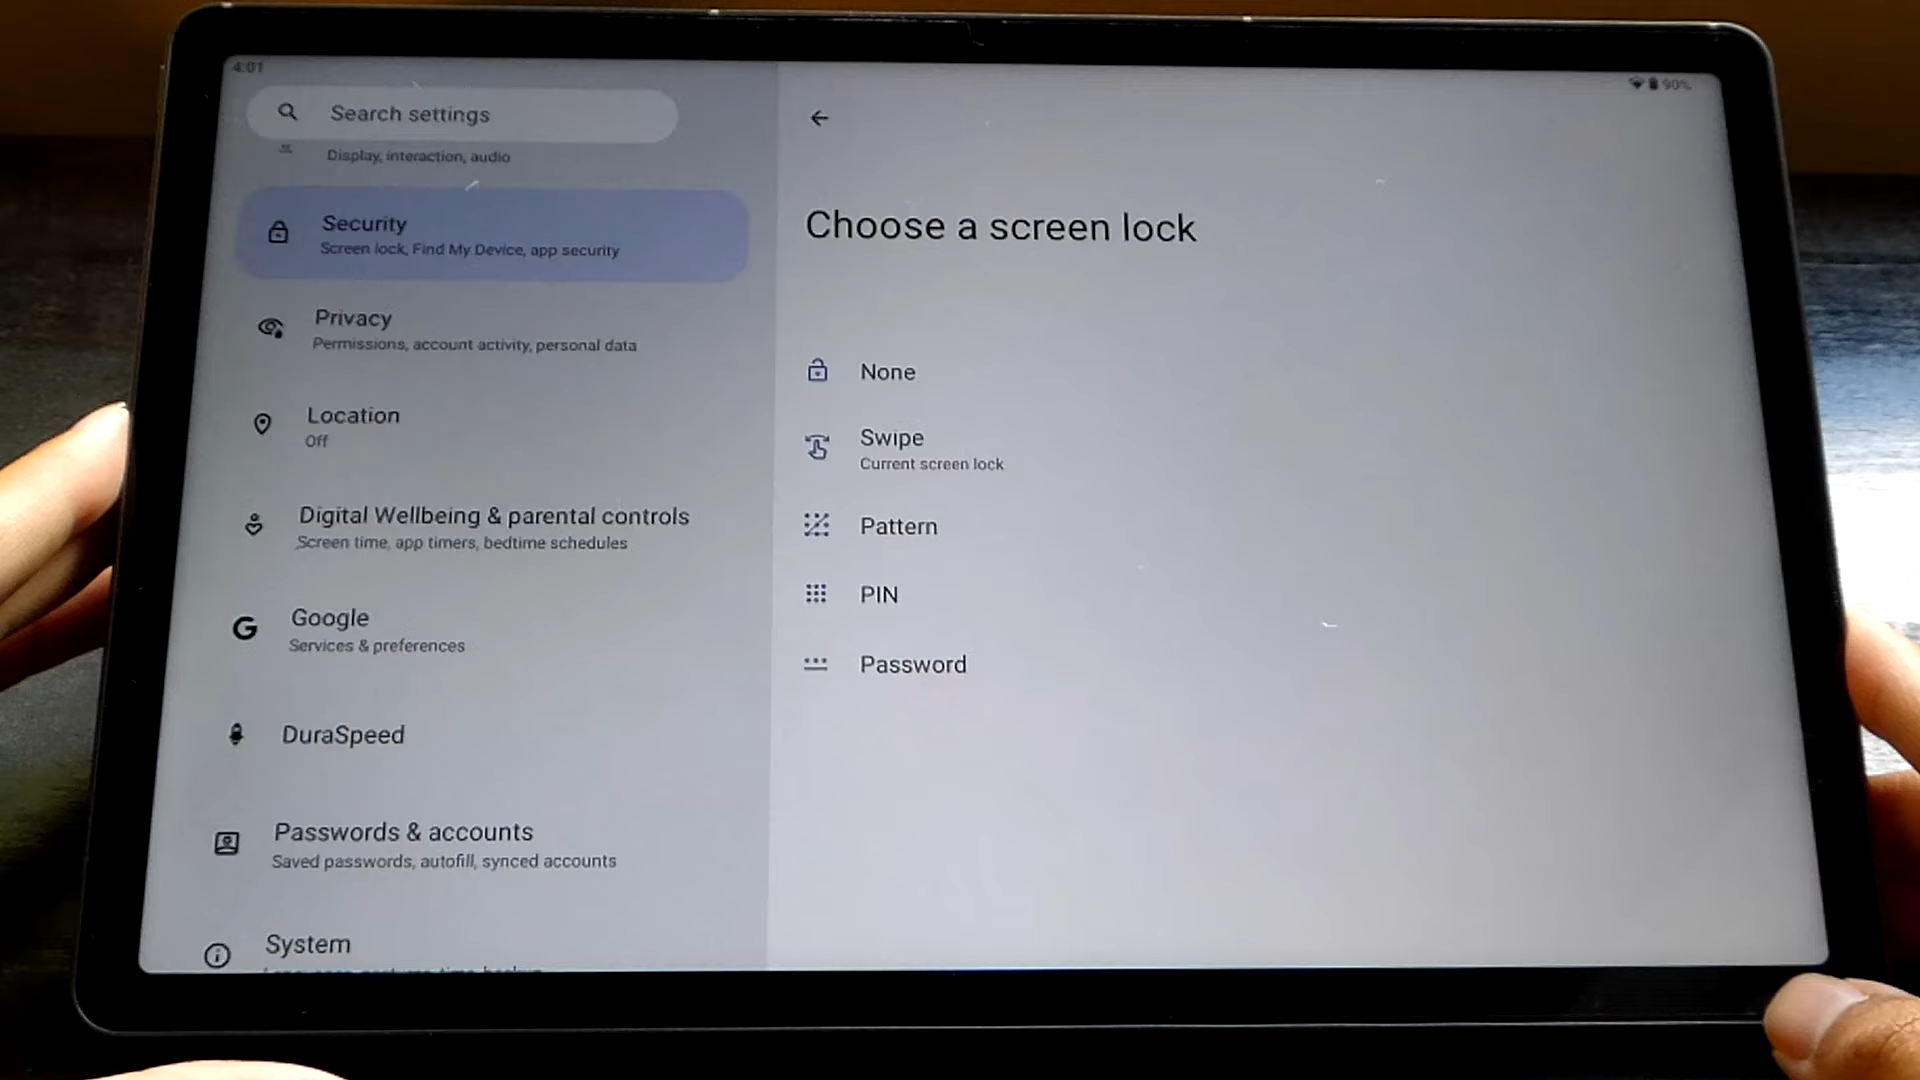 4:01
90%
Search settings
Display, interaction, audio
Security
Screen lock, Find My Device, app security
Privacy
Permissions, account activity, personal data
Location
Off
Digital Wellbeing & parental controls
Screen time, app timers, bedtime schedules
Google
Services & preferences
DuraSpeed
Passwords & accounts
Saved passwords, autofill, synced accounts
System
Choose a screen lock
None
Swipe
Current screen lock
Pattern
PIN
Password